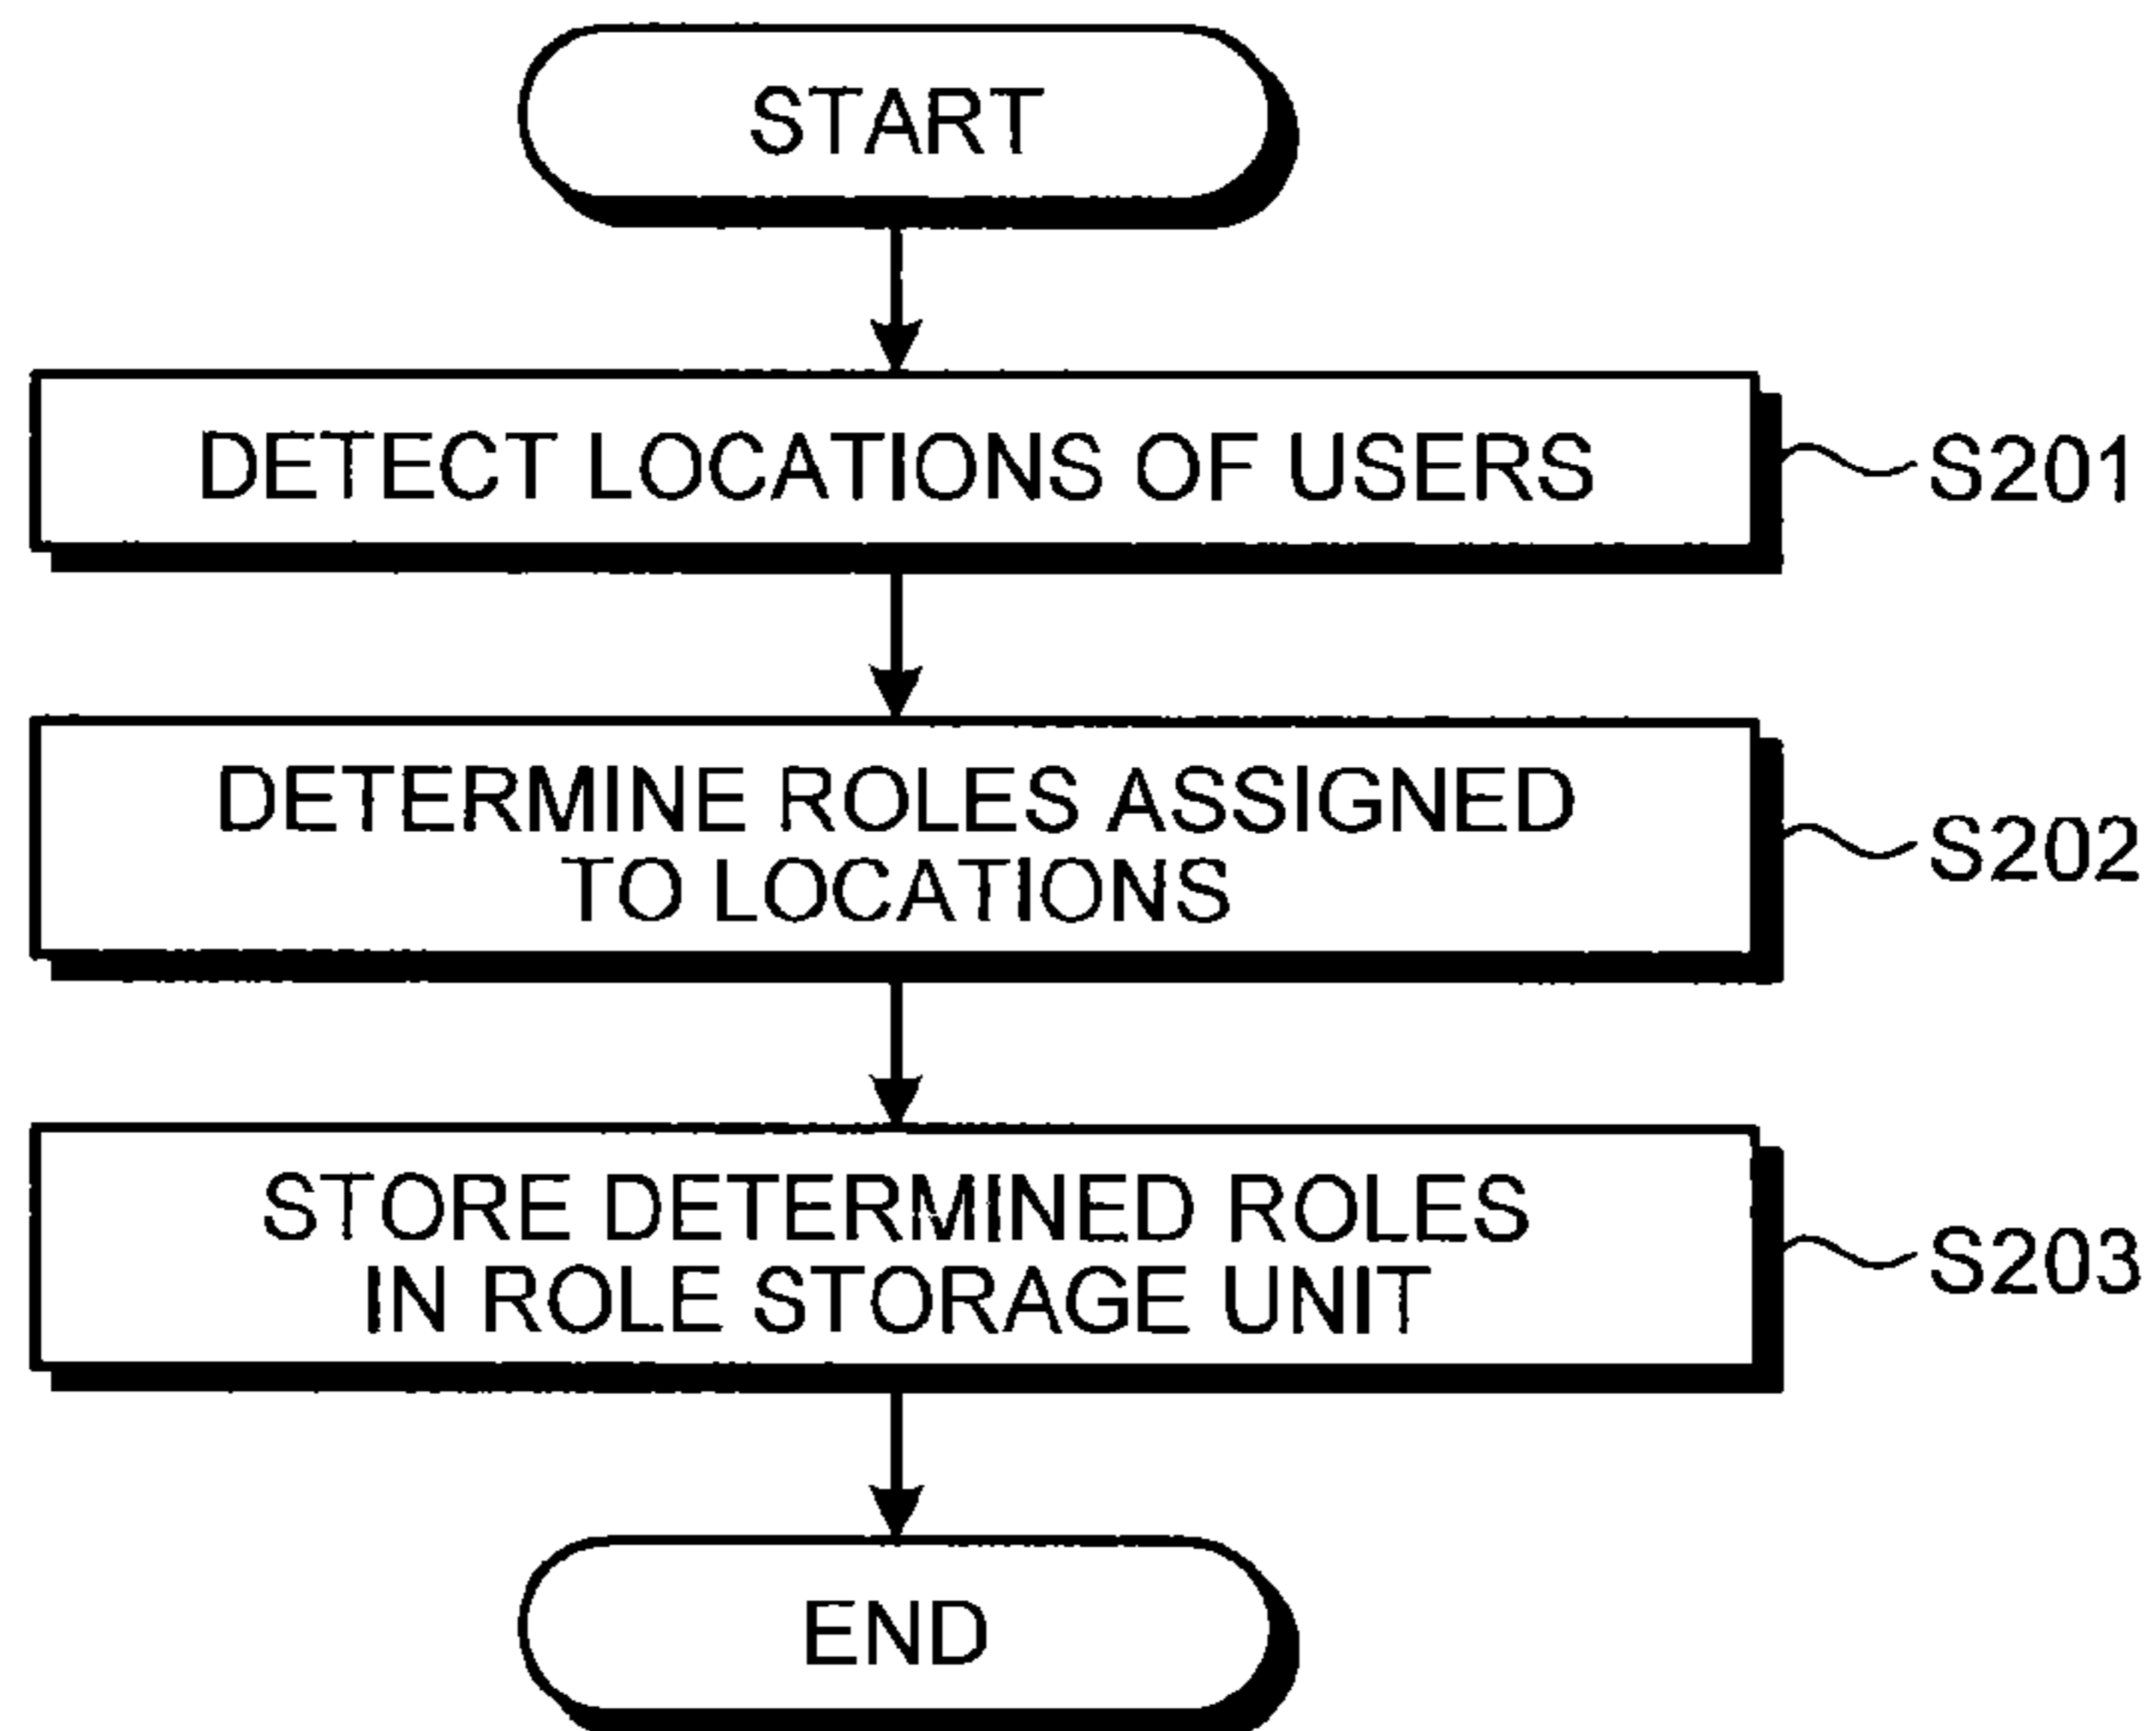 START
DETECT LOCATIONS OF USERS
S201
DETERMINE ROLES ASSIGNED
TO LOCATIONS
S202
STORE DETERMINED ROLES
IN ROLE STORAGE UNIT
S203
END